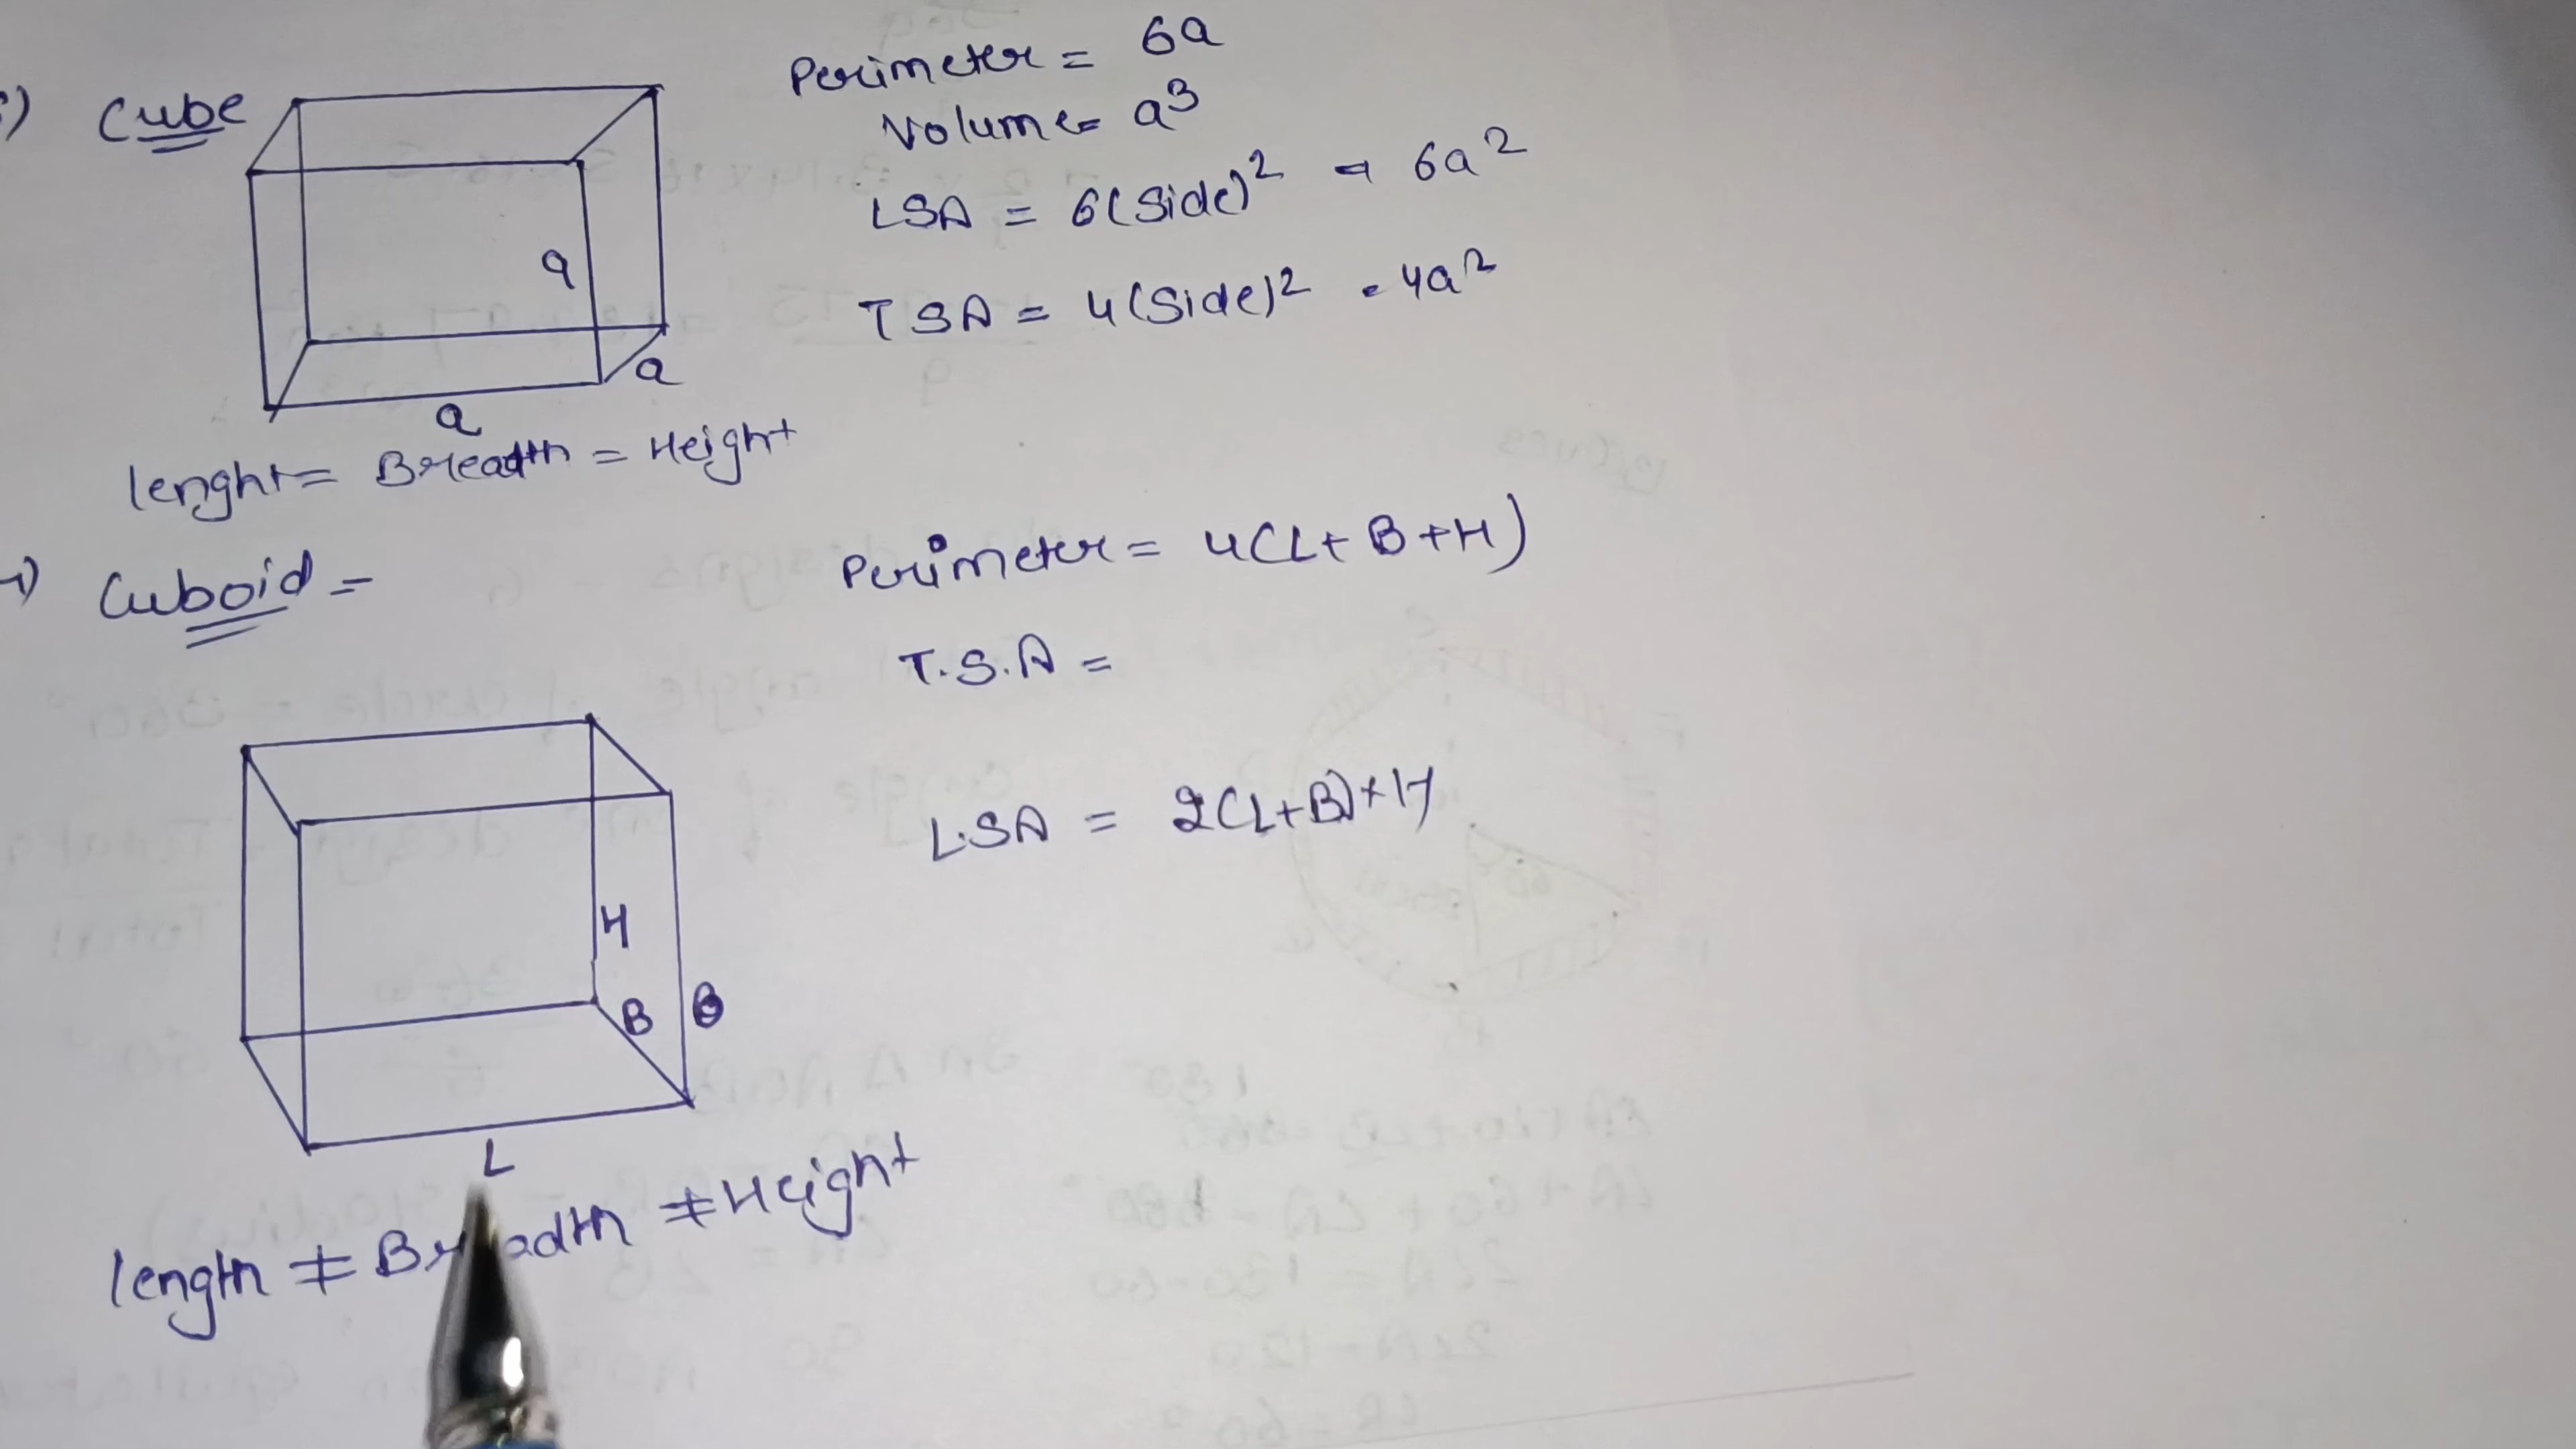 Cube
Perimeter = 6a
Volume = a³
LSA = 6(Side)² = 6a²
TSA = 4(Side)² = 4a²
a
a
a
lenght = Breadth = Height
Cuboid =
Perimeter = 4(L+B+H)
T.S.A =
LSA = 2(L+B)×H
H
B
L
length ≠ Breadth ≠ Height